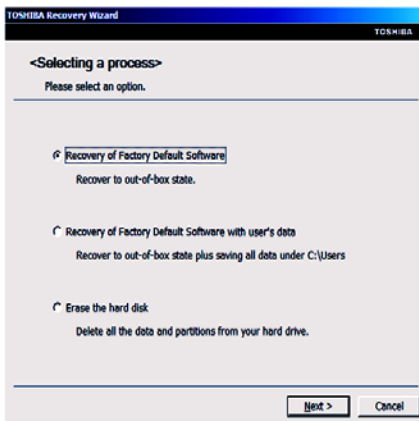 TOSHIBA Recovery Wizard
TOSHIBA
<Selecting a process>
Please select an option.
Recovery of Factory Default Software
Recover to out-of-box state.
Recovery of Factory Default Software with user's data
Recover to out-of-box state plus saving all data under C:\Users
Erase the hard disk
Delete all the data and partitions from your hard drive.
Next > Cancel